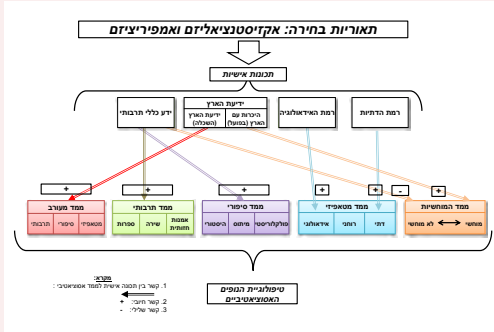 תאוריות בחירה: אקזיסטנציאליזם ואמפיריציזם
תכונות אישיות
רמת הדתיות
רמת האידאולוגיה
ידיעת הארץ
היכרות עם הארץ (בפועל)
ידיעת הארץ (השכלה)
ידע כללי תרבותי
+ + + + + - +
ממד המוחשיות
מוחשי לא מוחשי
ממד מטאפיזי
דתי רוחני אידאולוגי
ממד סיפורי
היסטורי מיתוס פולקלוריסטי
ממד תרבותי
אמנות חזותית שירה ספרות
ממד מעורב
מטאפיזי סיפורי תרבותי
טיפולוגיית הנופים
האסוציאטיביים
מקרא:
1. קשר בין תכונה אישית לממד אסוציאטיבי :
2. קשר חיובי: +
3. קשר שלילי: -